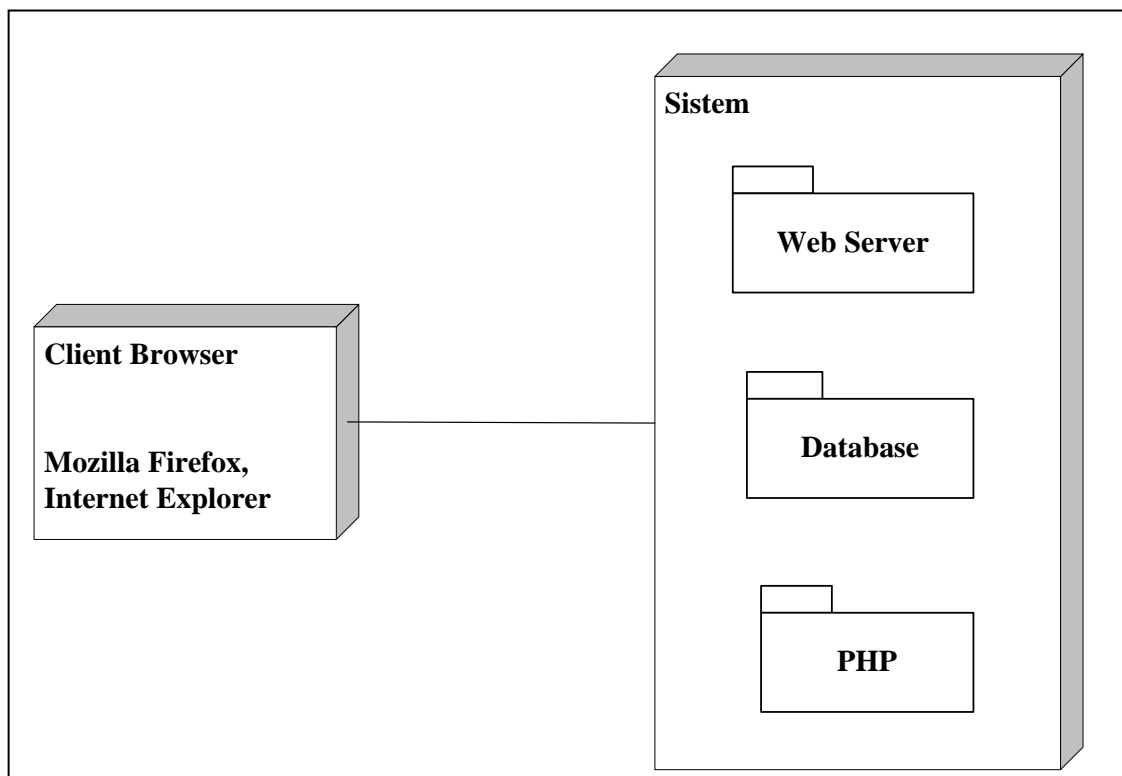 Sistem
Web Server
Client Browser
Database
Mozilla Firefox,
Internet Explorer
PHP